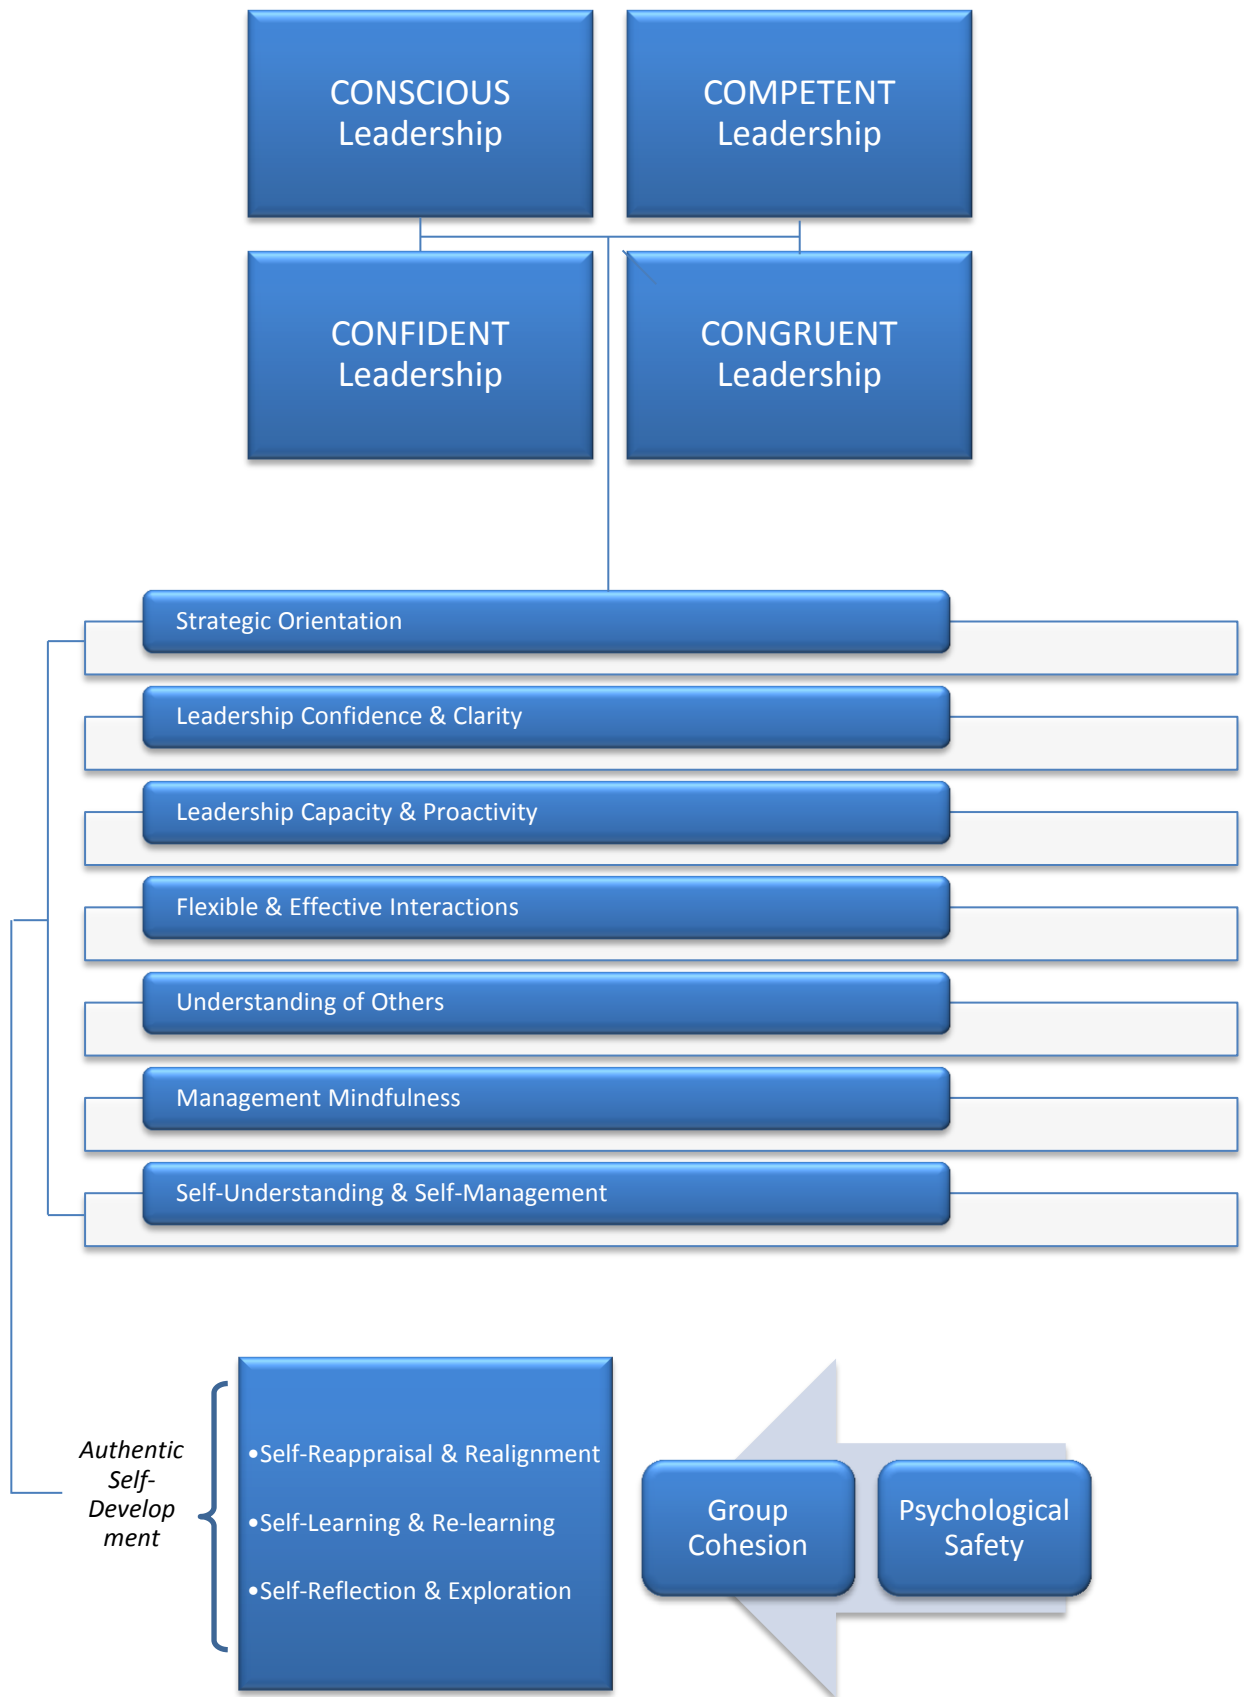 CONSCIOUS
Leadership
COMPETENT
Leadership
CONFIDENT
Leadership
CONGRUENT
Leadership
Strategic Orientation
Leadership Confidence & Clarity
Leadership Capacity & Proactivity
Flexible & Effective Interactions
Understanding of Others
Management Mindfulness
Self-Understanding & Self-Management
Authentic
Self-
Develop
ment
•Self-Reappraisal & Realignment
•Self-Learning & Re-learning
•Self-Reflection & Exploration
Group
Cohesion
Psychological
Safety